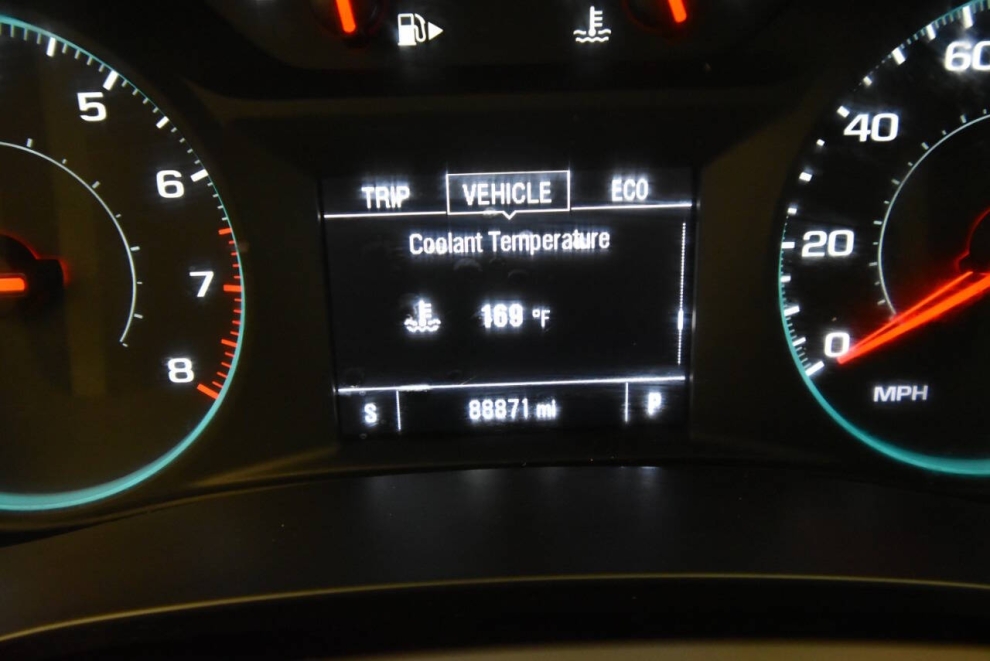 5
6
7
8
TRIP VEHICLE ECO
Coolant Temperature
169 °F
S 88871 mi P
60
40
20
0
MPH